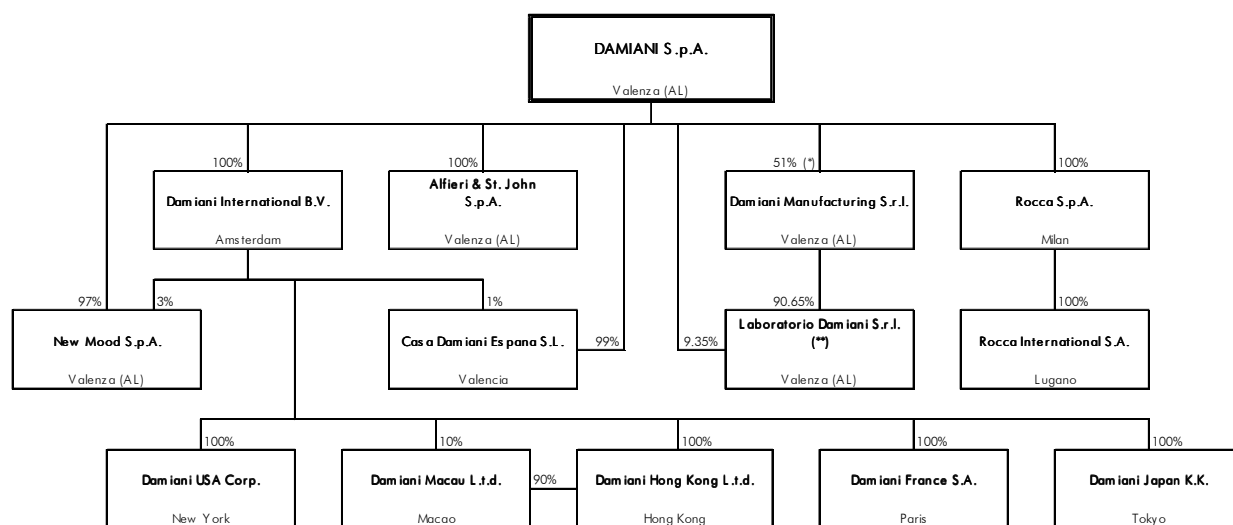 DAMIANI S.p.A.
Valenza (AL)
100%
100%
51% (*)
100%
Damiani International B.V.
Amsterdam
Alfieri & St. John
S.p.A.
Valenza (AL)
Damiani Manufacturing S.r.l.
Valenza (AL)
Rocca S.p.A.
Milan
97%
3%
1%
90.65%
100%
New Mood S.p.A.
Valenza (AL)
Casa Damiani Espana S.L.
Valencia
99%
9.35%
Laboratorio Damiani S.r.l.
(**)
Valenza (AL)
Rocca International S.A.
Lugano
100%
10%
100%
100%
100%
Damiani USA Corp.
New York
Damiani Macau L.t.d.
Macao
90%
Damiani Hong Kong L.t.d.
Hong Kong
Damiani France S.A.
Paris
Damiani Japan K.K.
Tokyo